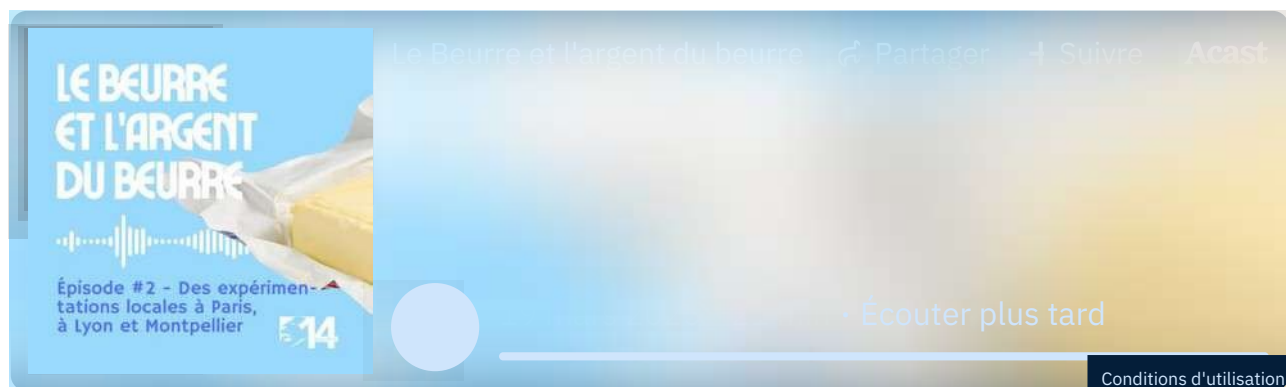 LE BEURRE
ET L'ARGENT
DU BEURRE
Épisode #2 - Des expérimen-
tations locales à Paris,
à Lyon et Montpellier
14
Le Beurre et l'argent du beurre Partager Suivre Acast
· Écouter plus tard
Conditions d'utilisation